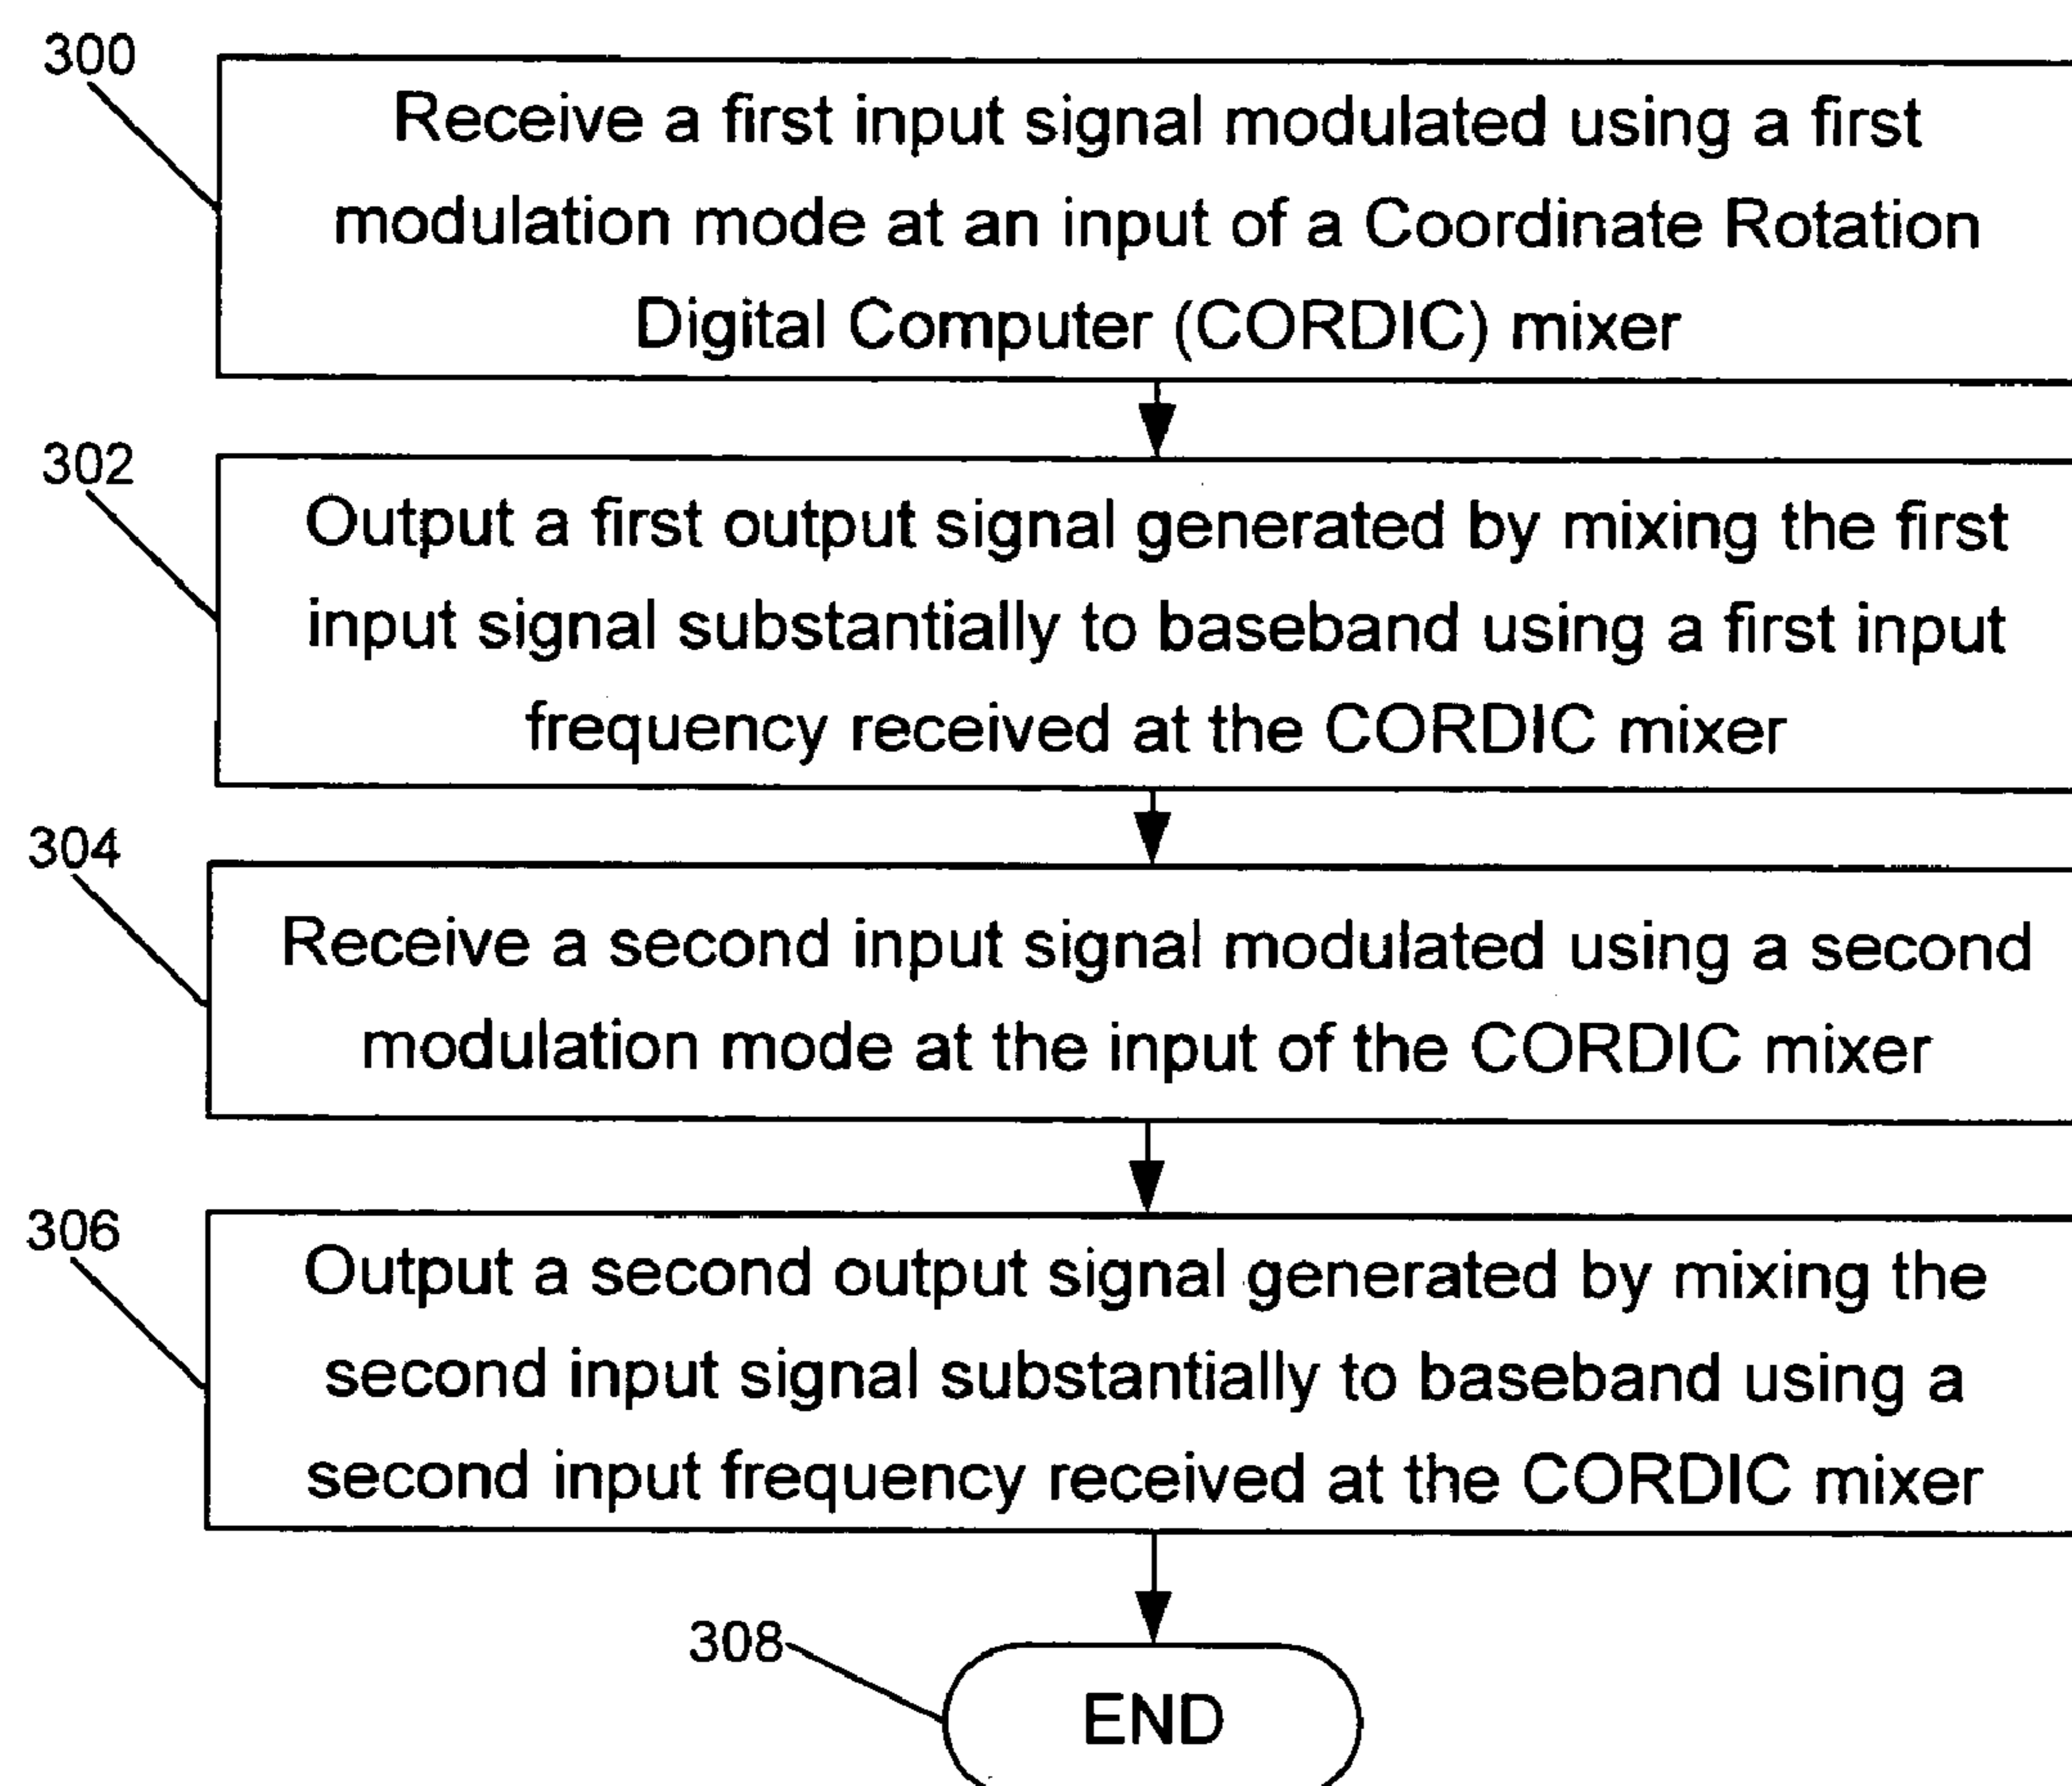 300
Receive a first input signal modulated using a first
modulation mode at an input of a Coordinate Rotation
Digital Computer (CORDIC) mixer
302
Output a first output signal generated by mixing the first
input signal substantially to baseband using a first input
frequency received at the CORDIC mixer
304
Receive a second input signal modulated using a second
modulation mode at the input of the CORDIC mixer
306
Output a second output signal generated by mixing the
second input signal substantially to baseband using a
second input frequency received at the CORDIC mixer
308
END